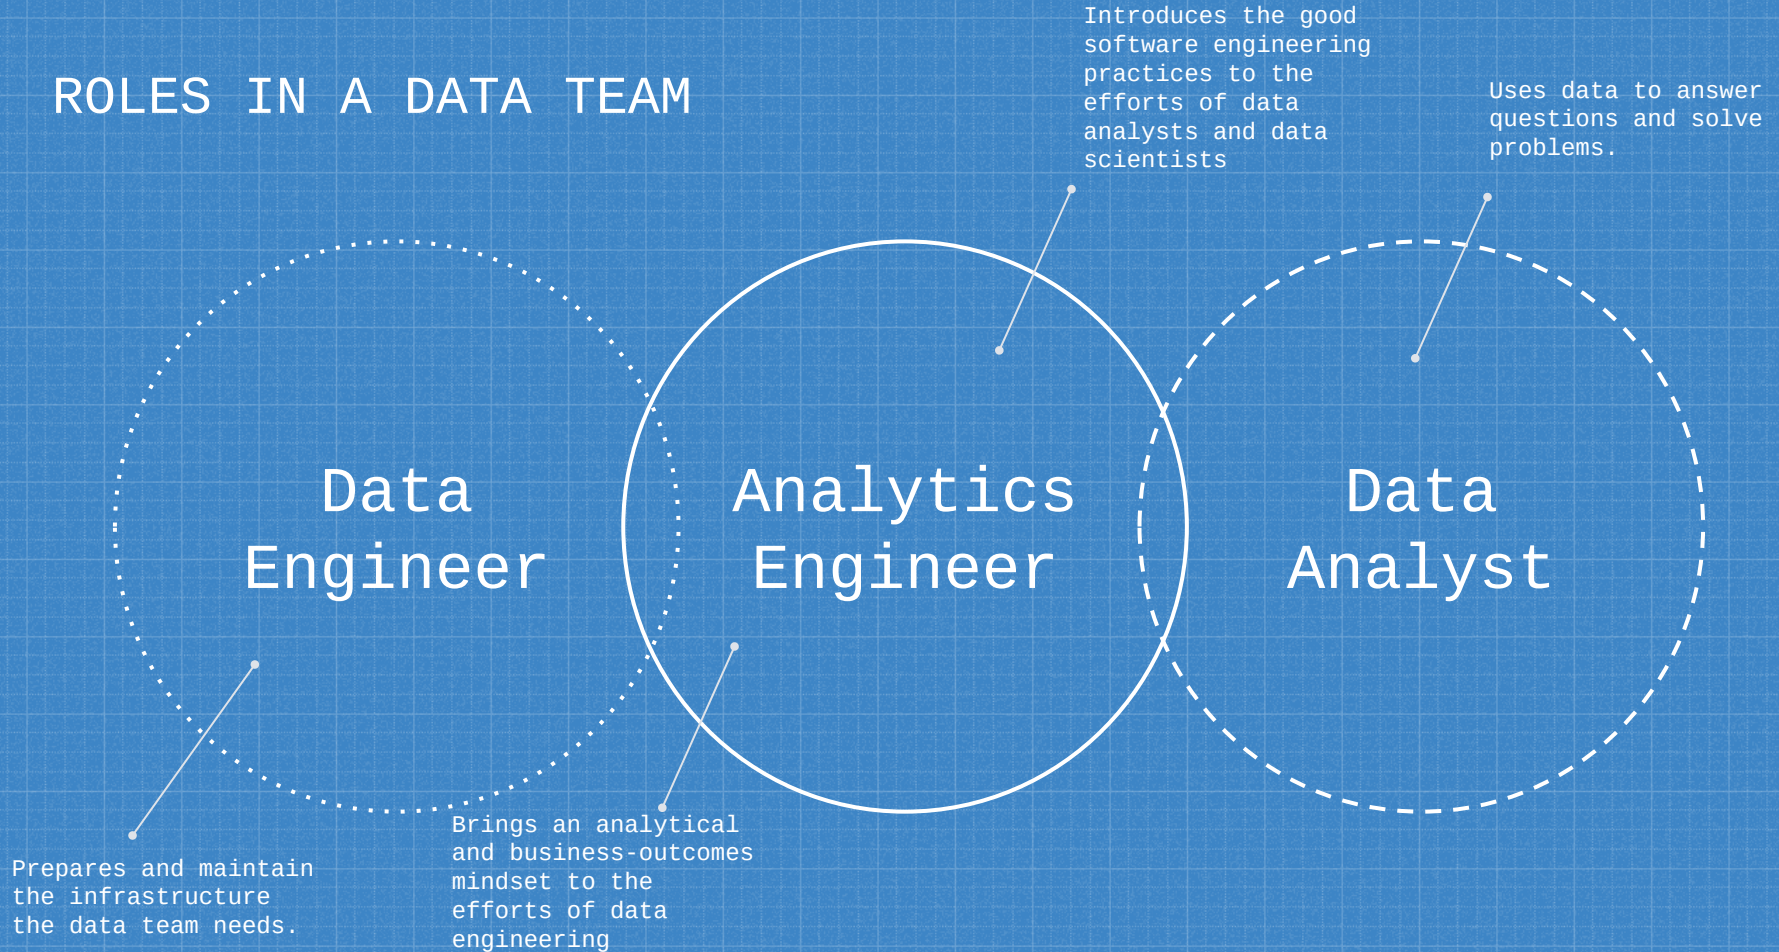 ROLES IN A DATA TEAM
Introduces the good
software engineering
practices to the
efforts of data
analysts and data
scientists
Uses data to answer
questions and solve
problems.
Data
Engineer
Analytics
Engineer
Data
Analyst
Prepares and maintain
the infrastructure
the data team needs.
Brings an analytical
and business-outcomes
mindset to the
efforts of data
engineering